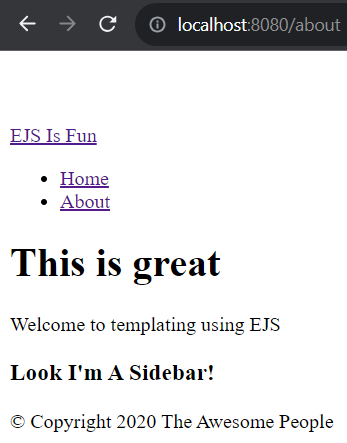 localhost:8080/about
EJS Is Fun
Home
About
This is great
Welcome to templating using EJS
Look I'm A Sidebar!
© Copyright 2020 The Awesome People